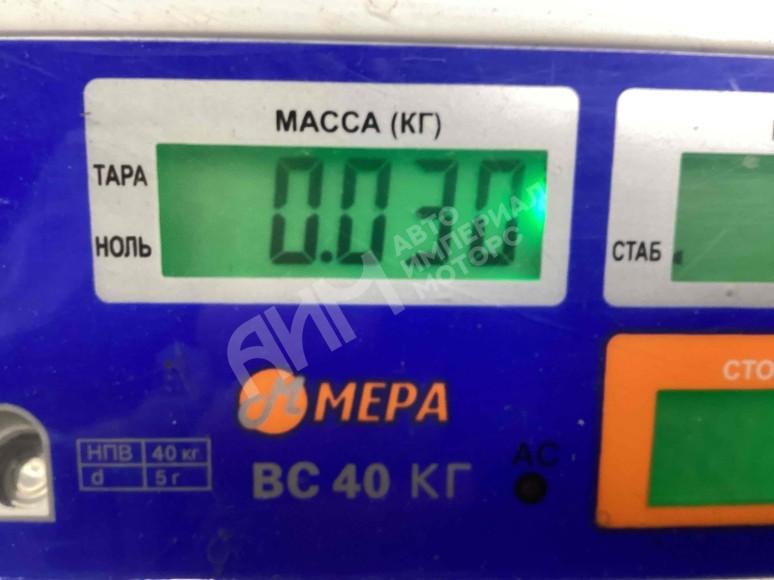 МАССА (КГ)
ТАРА
0.030
НОЛЬ
СТАБ
АИМ
АВТО
ИМПЕРИАЛ
МОТОРС
СТО
М МЕРА
НПВ 40 кг
d 5 г
ВС 40 КГ
АС